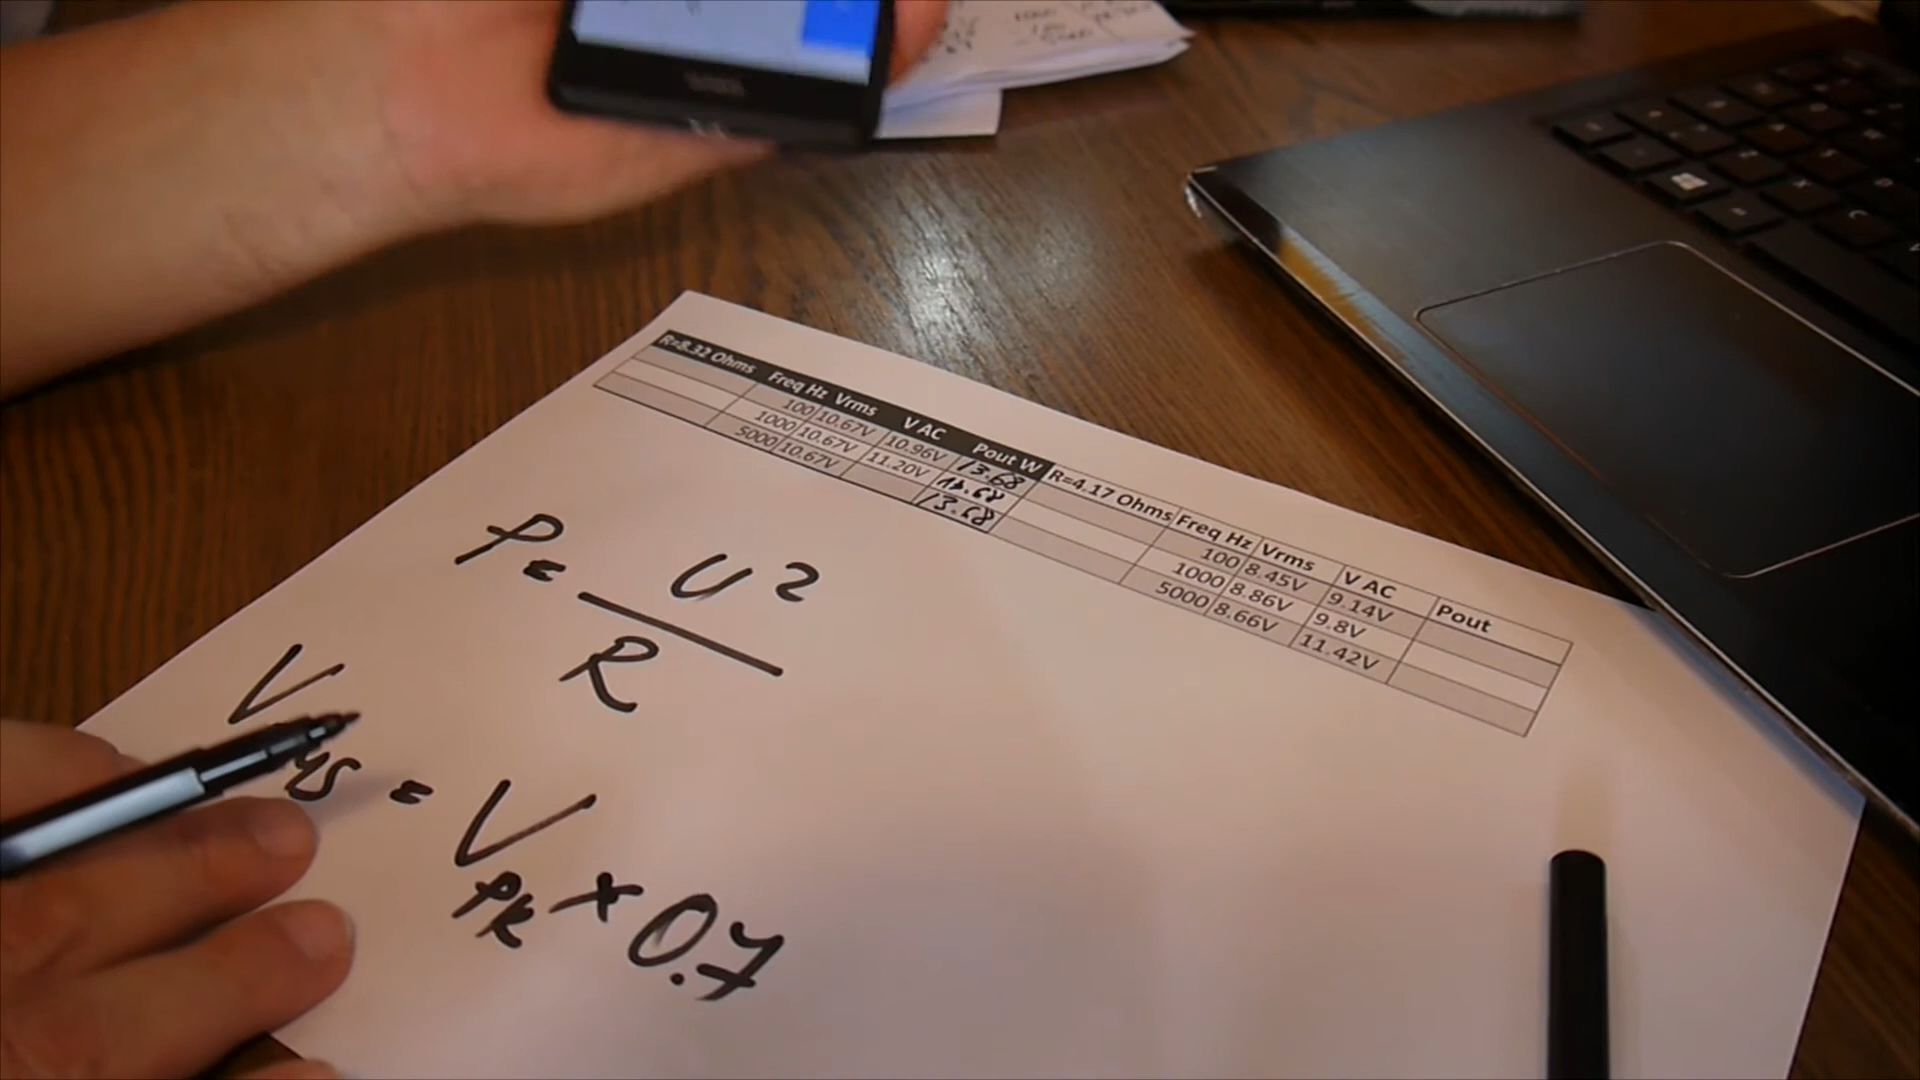 R=8.32 Ohms Freq Hz Vrms V AC Pout W R=4.17 Ohms Freq Hz Vrms V AC Pout
100 10.67V 10.96V 13.68 100 8.45V 9.14V
1000 10.67V 11.20V 13.68 1000 8.86V 9.8V
5000 10.67V 13.68 5000 8.66V 11.42V
P = U²
R
Vrms = Vpk × 0.7